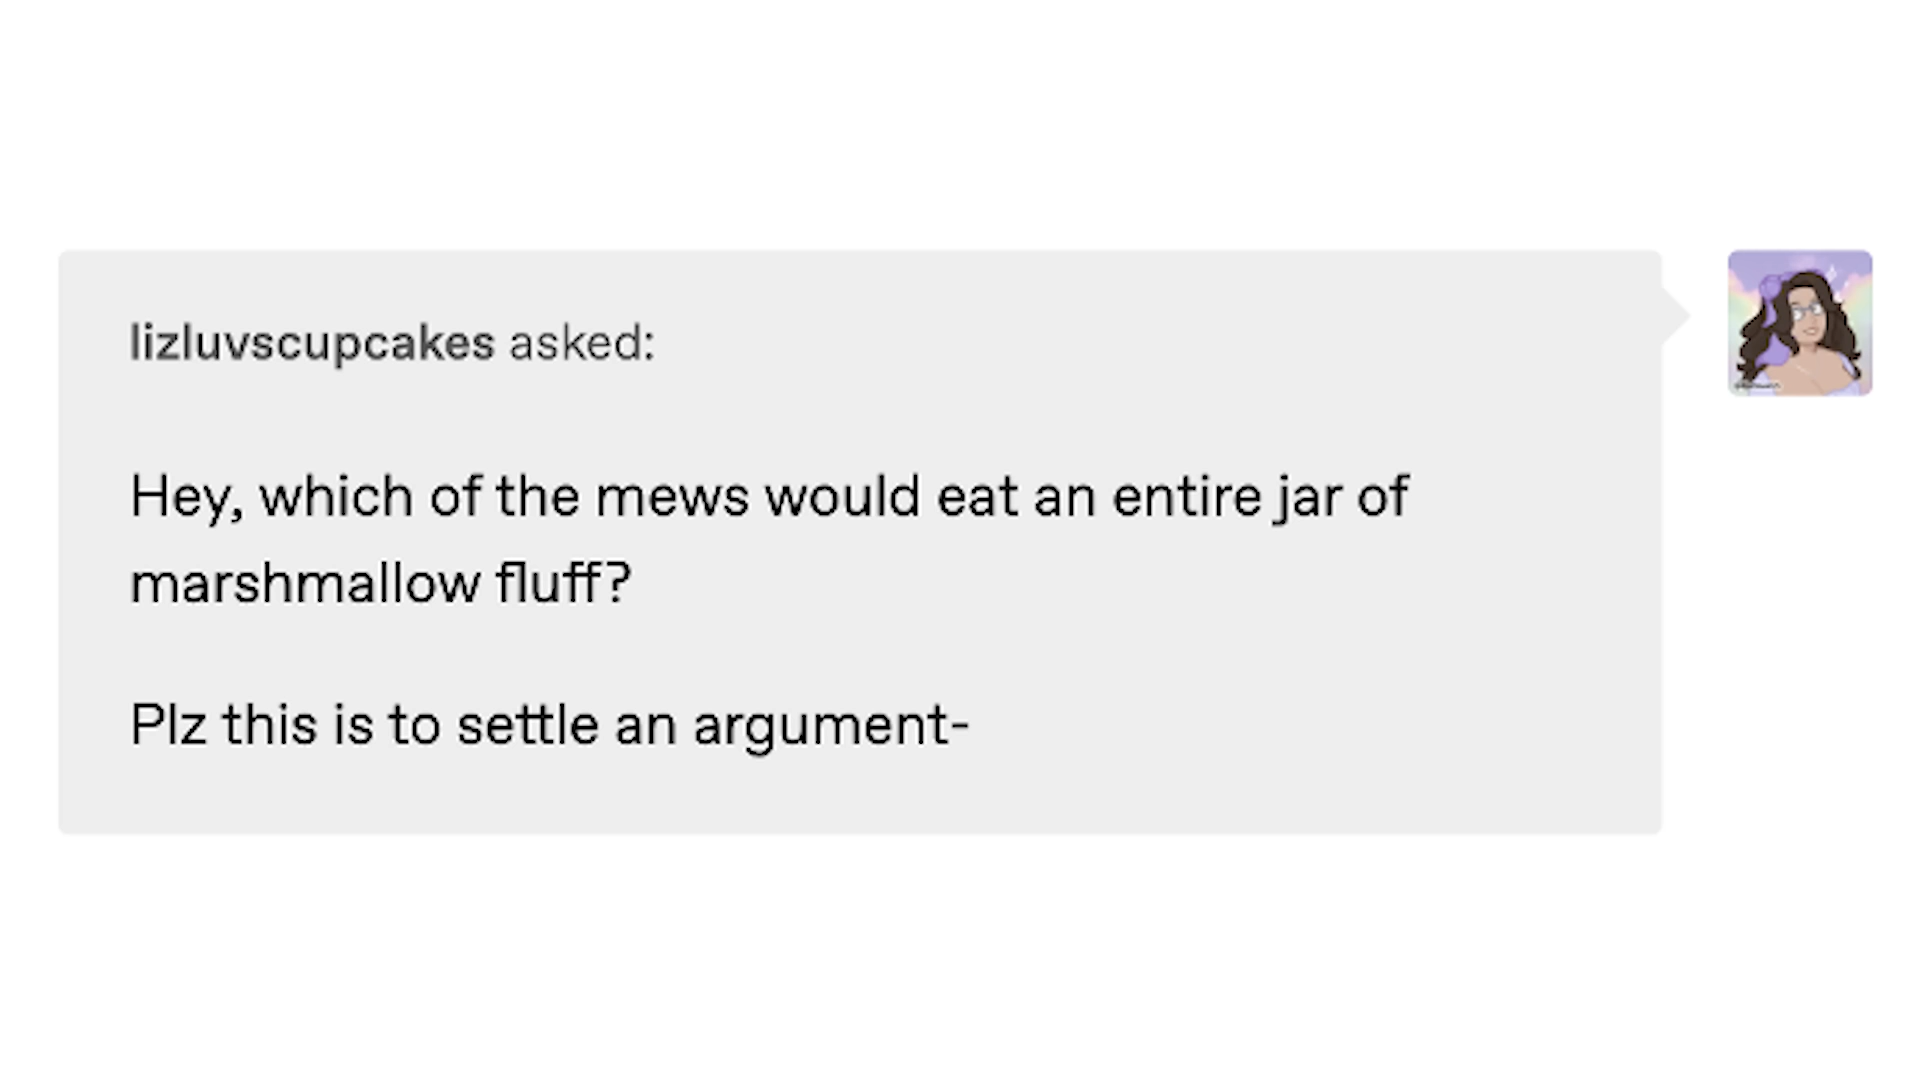 lizluvscupcakes asked:
Hey, which of the mews would eat an entire jar of
marshmallow fluff?
Plz this is to settle an argument-